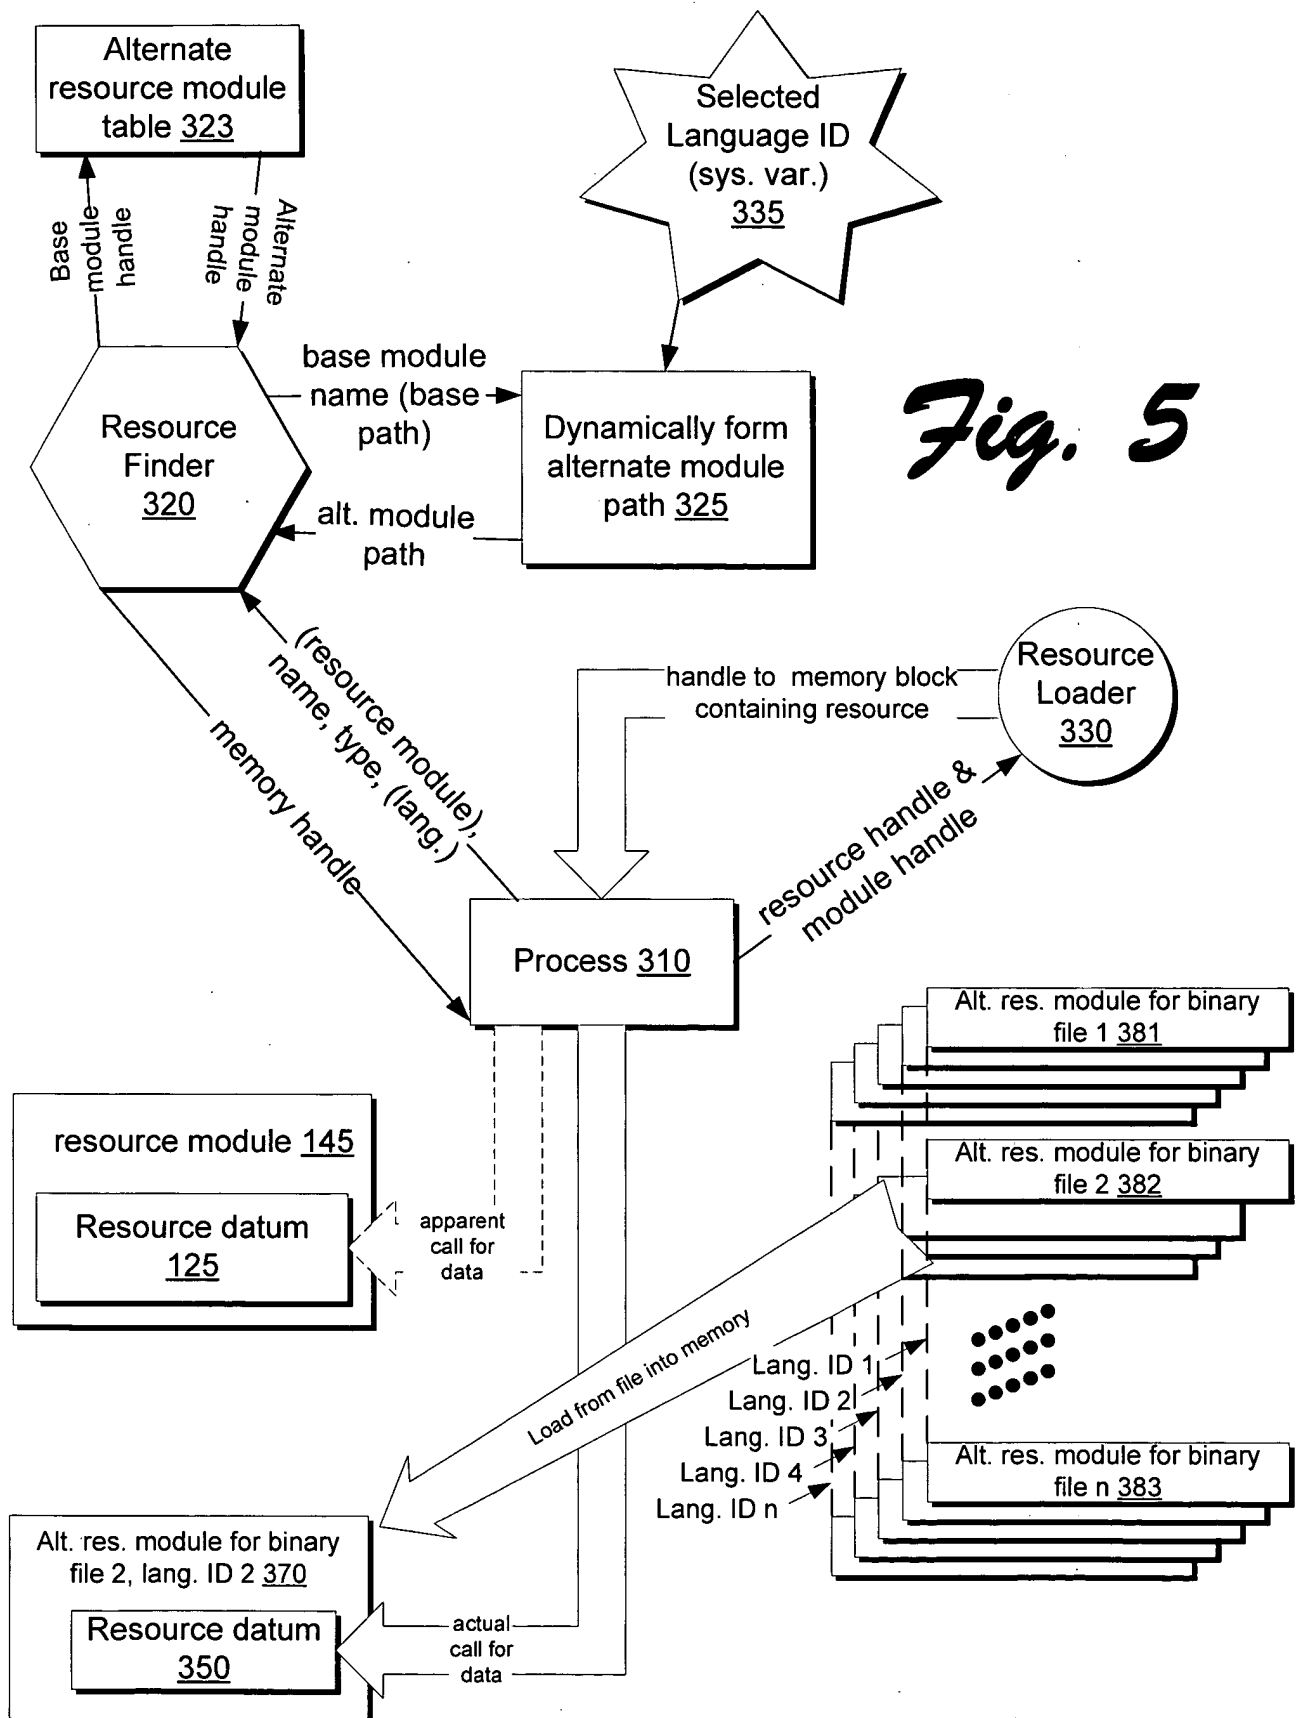 Alternate
resource module
table 323
Selected
Language ID
(sys. var.)
335
Base
module
handle
Alternate
module
handle
base module
name (base
path)
Resource
Finder
320
alt. module
path
Dynamically form
alternate module
path 325
Fig. 5
(resource module),
name, type, (lang.)
memory handle
handle to memory block
containing resource
Resource
Loader
330
resource handle &
module handle
Process 310
Alt. res. module for binary
file 1 381
resource module 145
Resource datum
125
apparent
call for
data
Alt. res. module for binary
file 2 382
Load from file into memory
Lang. ID 1
Lang. ID 2
Lang. ID 3
Lang. ID 4
Lang. ID n
Alt. res. module for binary
file n 383
Alt. res. module for binary
file 2, lang. ID 2 370
Resource datum
350
actual
call for
data